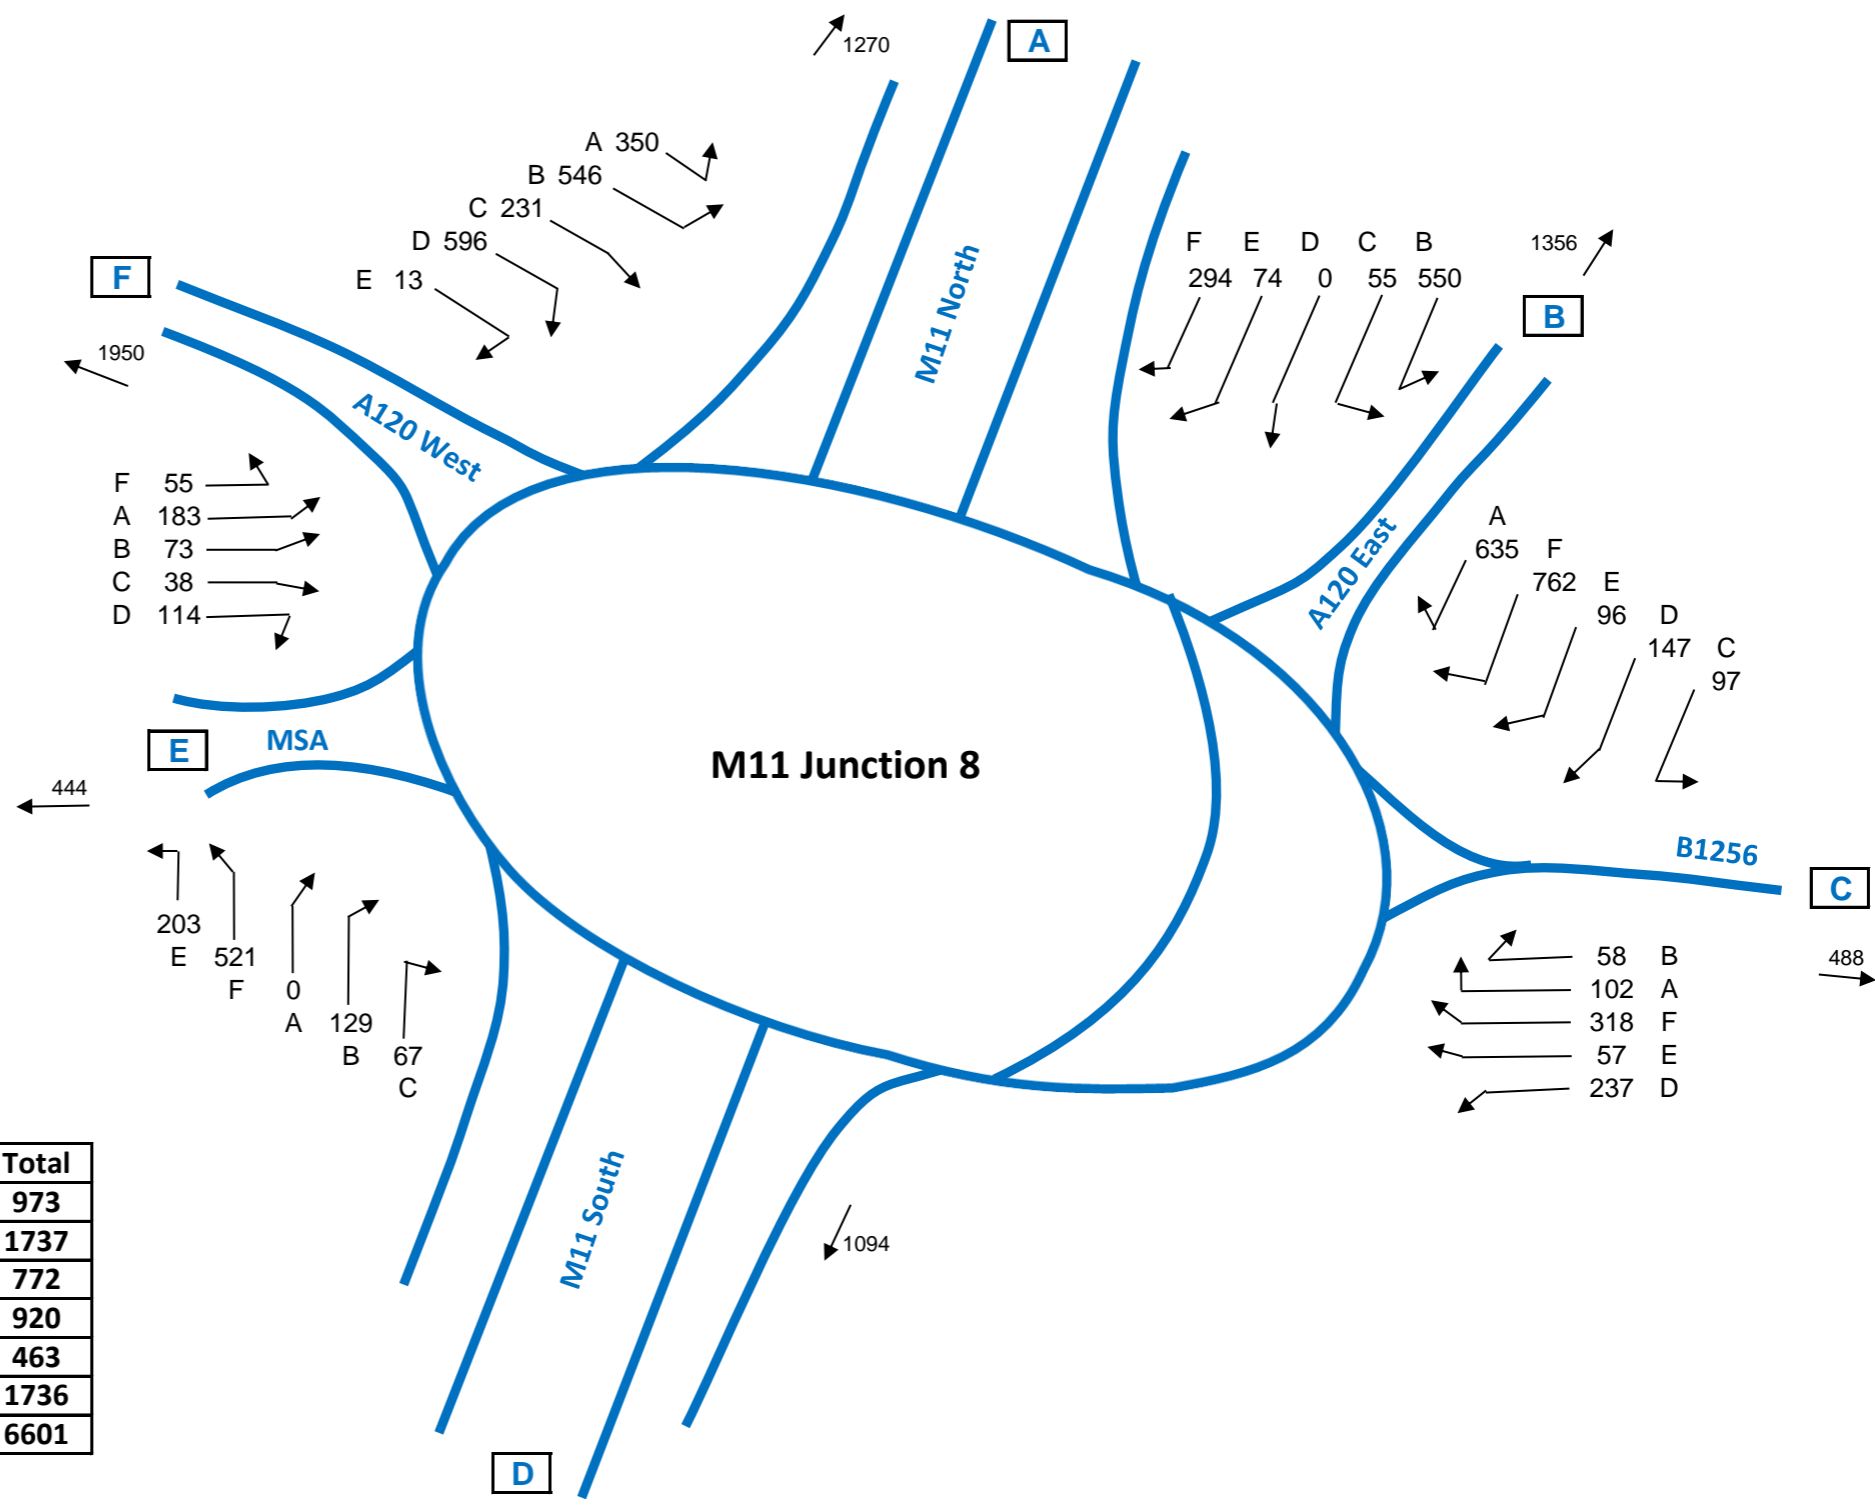 A
1270
A 350
B 546
C 231
D 596
E 13
F
1950
A120 West
M11 North
F E D C B
294 74 0 55 550
1356
B
A120 East
A
635
F
762
E
96
D
147
C
97
F 55
A 183
B 73
C 38
D 114
MSA
E
444
M11 Junction 8
B1256
C
488
203
E
521
F
0
A
129
B
67
C
58 B
102 A
318 F
57 E
237 D
M11 South
1094
D
Total
973
1737
772
920
463
1736
6601